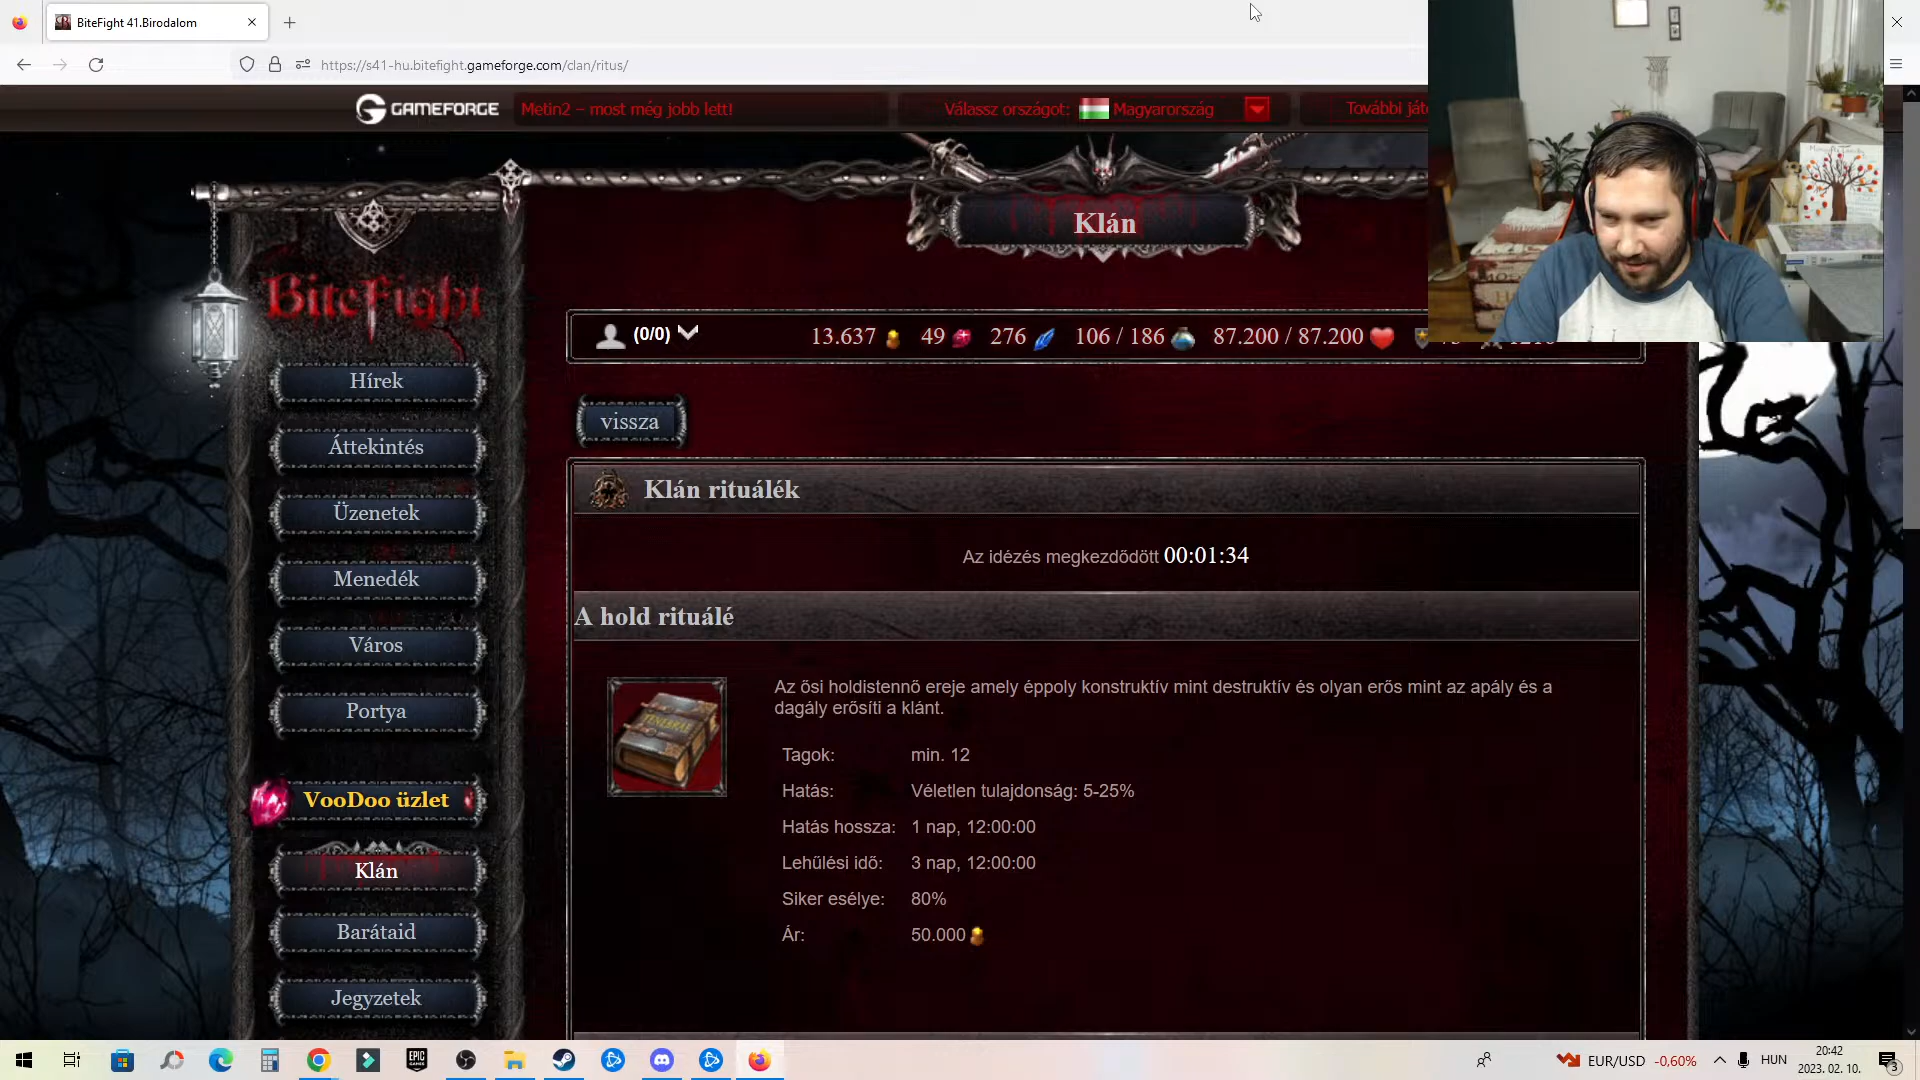 BiteFight 41.Birodalom
https://s41-hu.bitefight.gameforge.com/clan/ritus/
GAMEFORGE
Metin2 – most még jobb lett!
Válassz országot:
Magyarország
További
Klán
BiteFight
(0/0)
13.637
49
276
106 / 186
87.200 / 87.200
Hírek
Áttekintés
Üzenetek
Menedék
Város
Portya
VooDoo üzlet
Klán
Barátaid
Jegyzetek
vissza
Klán rituálék
Az idézés megkezdődött 00:01:34
A hold rituálé
TENEBRAE
Az ősi holdistennő ereje amely éppoly konstruktív mint destruktív és olyan erős mint az apály és a
dagály erősíti a klánt.
Tagok: min. 12
Hatás: Véletlen tulajdonság: 5-25%
Hatás hossza: 1 nap, 12:00:00
Lehűlési idő: 3 nap, 12:00:00
Siker esélye: 80%
Ár: 50.000
EPIC
GAMES
EUR/USD -0,60%
HUN
20:42
2023. 02. 10.
3